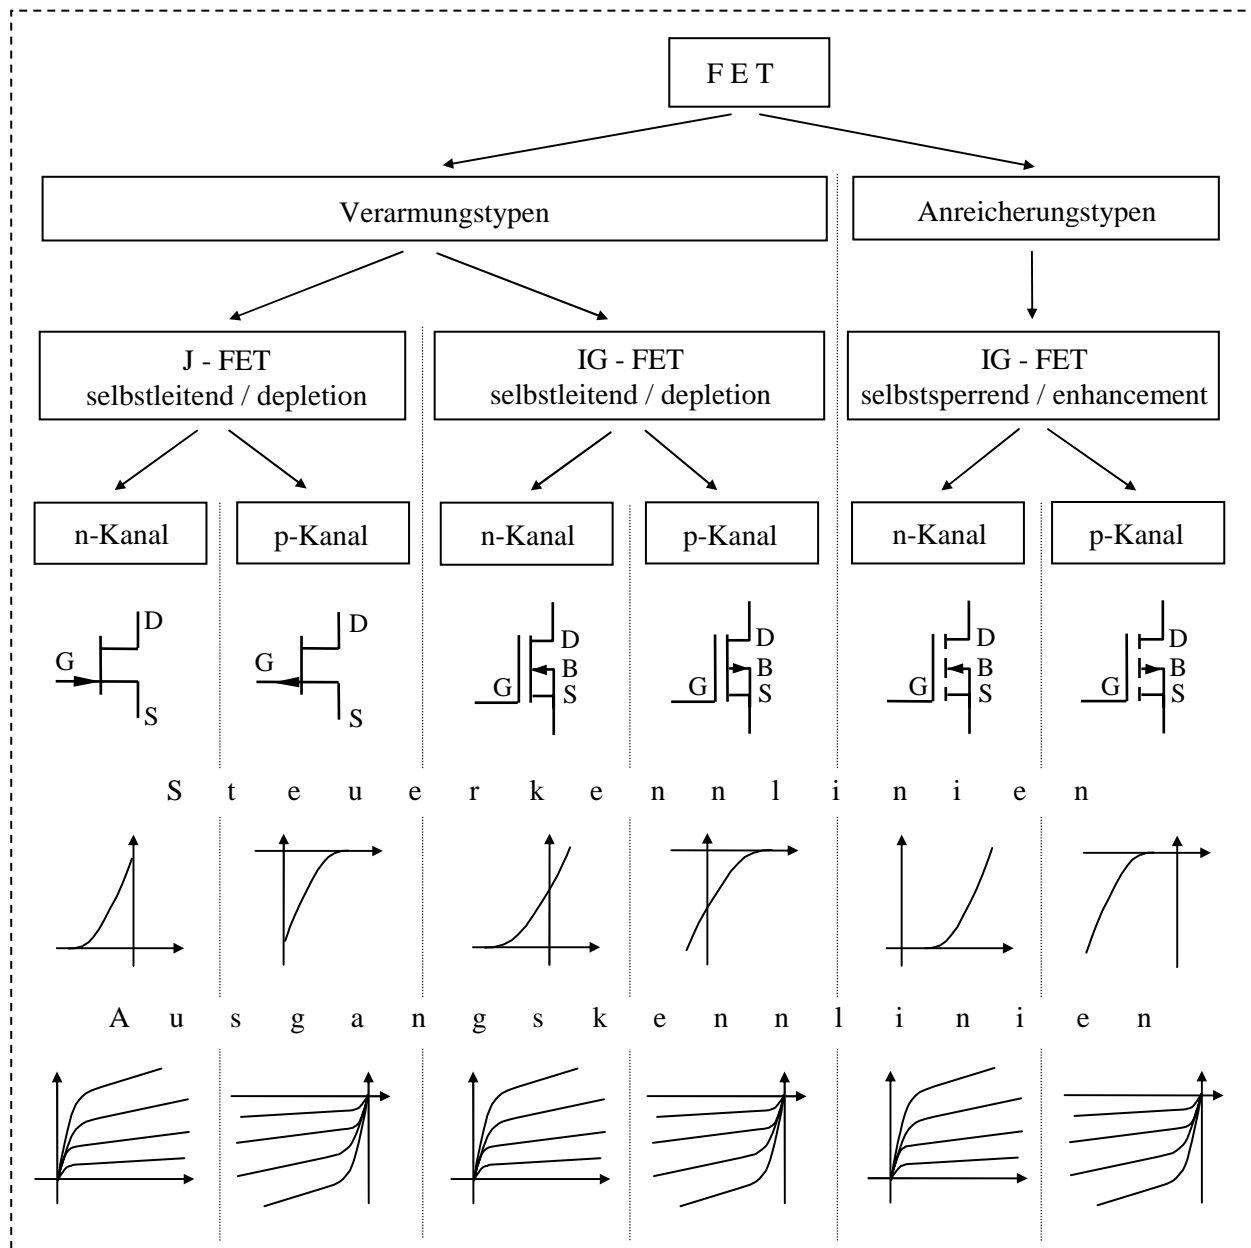 F E T
Verarmungstypen
Anreicherungstypen
J - FET
selbstleitend / depletion
IG - FET
selbstleitend / depletion
IG - FET
selbstsperrend / enhancement
n-Kanal
p-Kanal
n-Kanal
p-Kanal
n-Kanal
p-Kanal
D
G
S
D
G
S
D
B
G
S
D
B
G
S
D
B
G
S
D
B
G
S
S t e u e r k e n n l i n i e n
A u s g a n g s k e n n l i n i e n